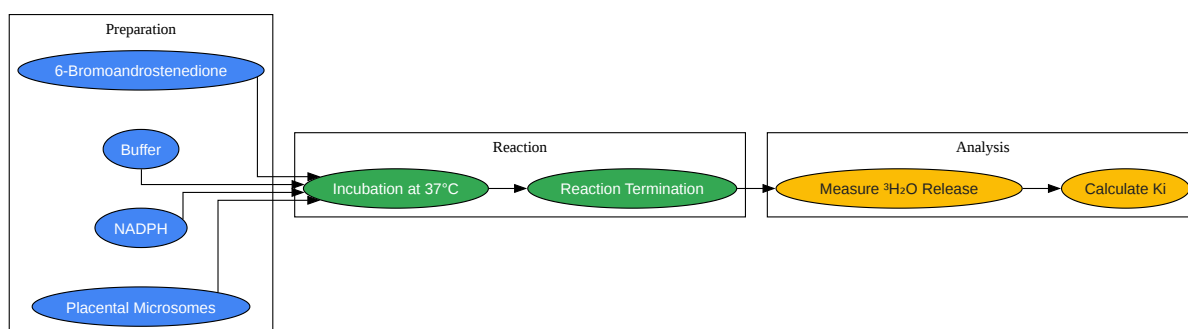 Preparation
6-Bromoandrostenedione
Buffer
NADPH
Placental Microsomes
Reaction
Incubation at 37°C
Reaction Termination
Analysis
Measure ³H₂O Release
Calculate Ki